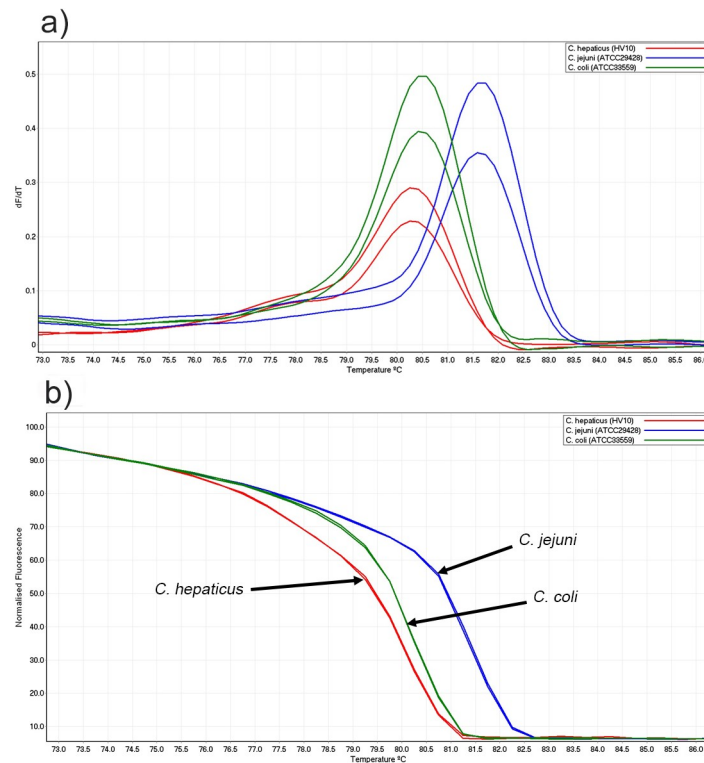 a)
C. hepaticus (HV10)
C. jejuni (ATCC29428)
C. coli (ATCC33559)
0.5
0.4
0.3
0.2
0.1
0
dF/dT
73.0 73.5 74.0 74.5 75.0 75.5 76.0 76.5 77.0 77.5 78.0 78.5 79.0 79.5 80.0 80.5 81.0 81.5 82.0 82.5 83.0 83.5 84.0 84.5 85.0 85.5 86.0
Temperature ºC
b)
C. hepaticus (HV10)
C. jejuni (ATCC29428)
C. coli (ATCC33559)
100.0
90.0
80.0
70.0
60.0
50.0
40.0
30.0
20.0
10.0
Normalised Fluorescence
C. jejuni
C. hepaticus
C. coli
73.0 73.5 74.0 74.5 75.0 75.5 76.0 76.5 77.0 77.5 78.0 78.5 79.0 79.5 80.0 80.5 81.0 81.5 82.0 82.5 83.0 83.5 84.0 84.5 85.0 85.5 86.
Temperature ºC